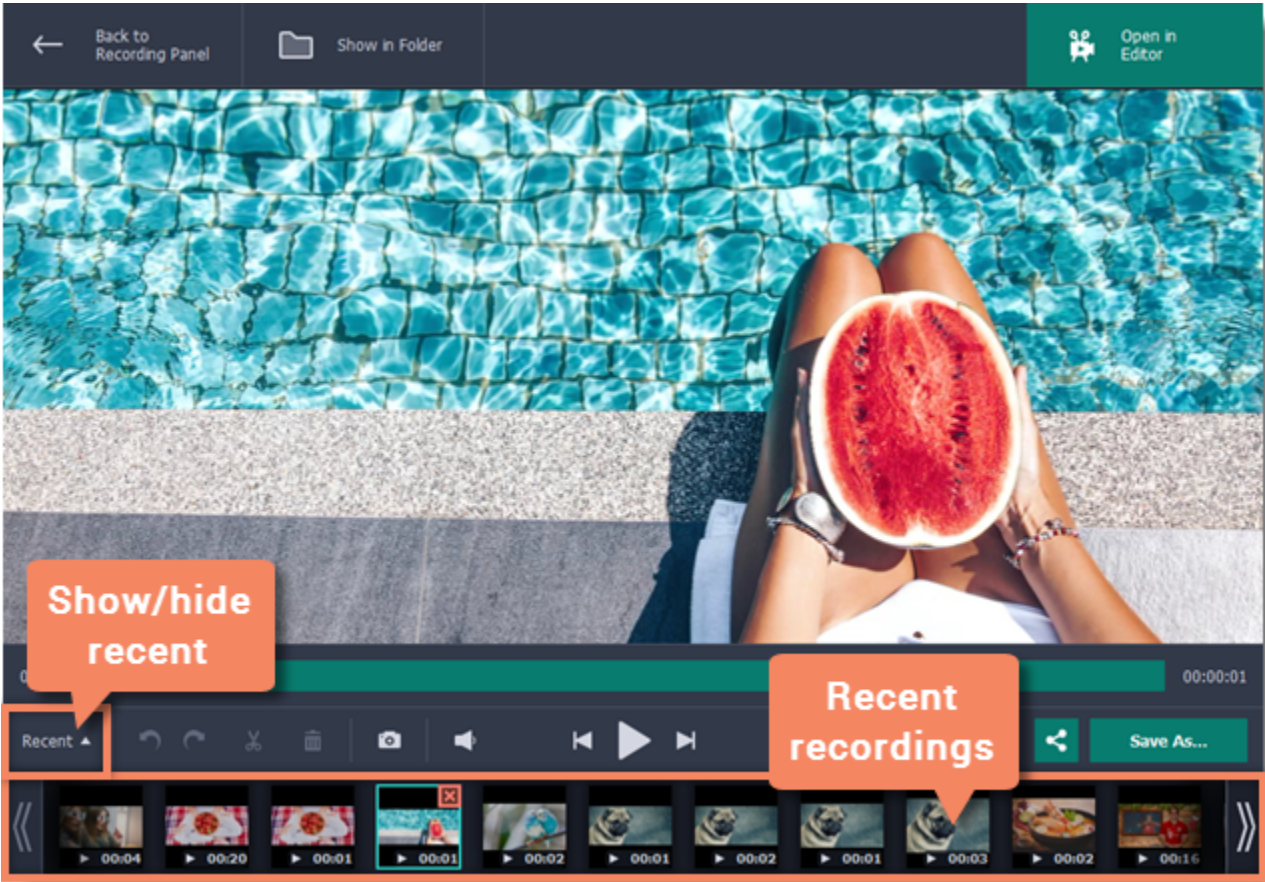 Back to
Recording Panel
Show in Folder
Open in
Editor
Show/hide
recent
00:00:01
Recent
recordings
Recent
Save As...
00:04
00:20
00:01
00:01
00:02
00:01
00:02
00:01
00:03
00:02
00:16